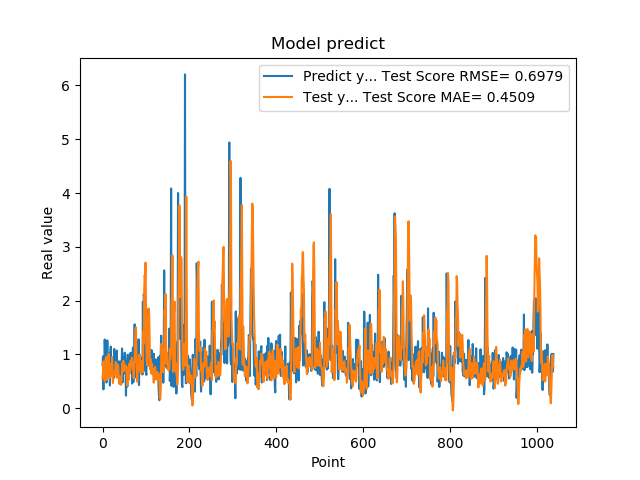 Model predict
Predict y... Test Score RMSE= 0.6979
Test y... Test Score MAE= 0.4509
Real value
6
5
4
3
2
1
0
0 200 400 600 800 1000
Point